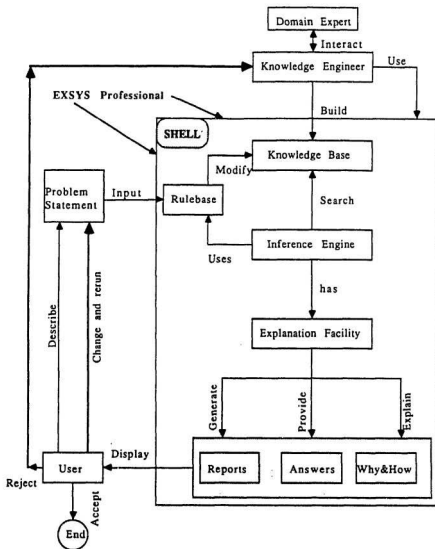 Domain Expert
Interact
Knowledge Engineer
Use
EXSYS Professional
Build
SHELL
Knowledge Base
Modify
Problem
Statement
Input
Rulebase
Search
Uses
Inference Engine
has
Explanation Facility
Describe
Change and rerun
Generate
Provide
Explain
Display
User
Reports
Answers
Why&How
Reject
Accept
End